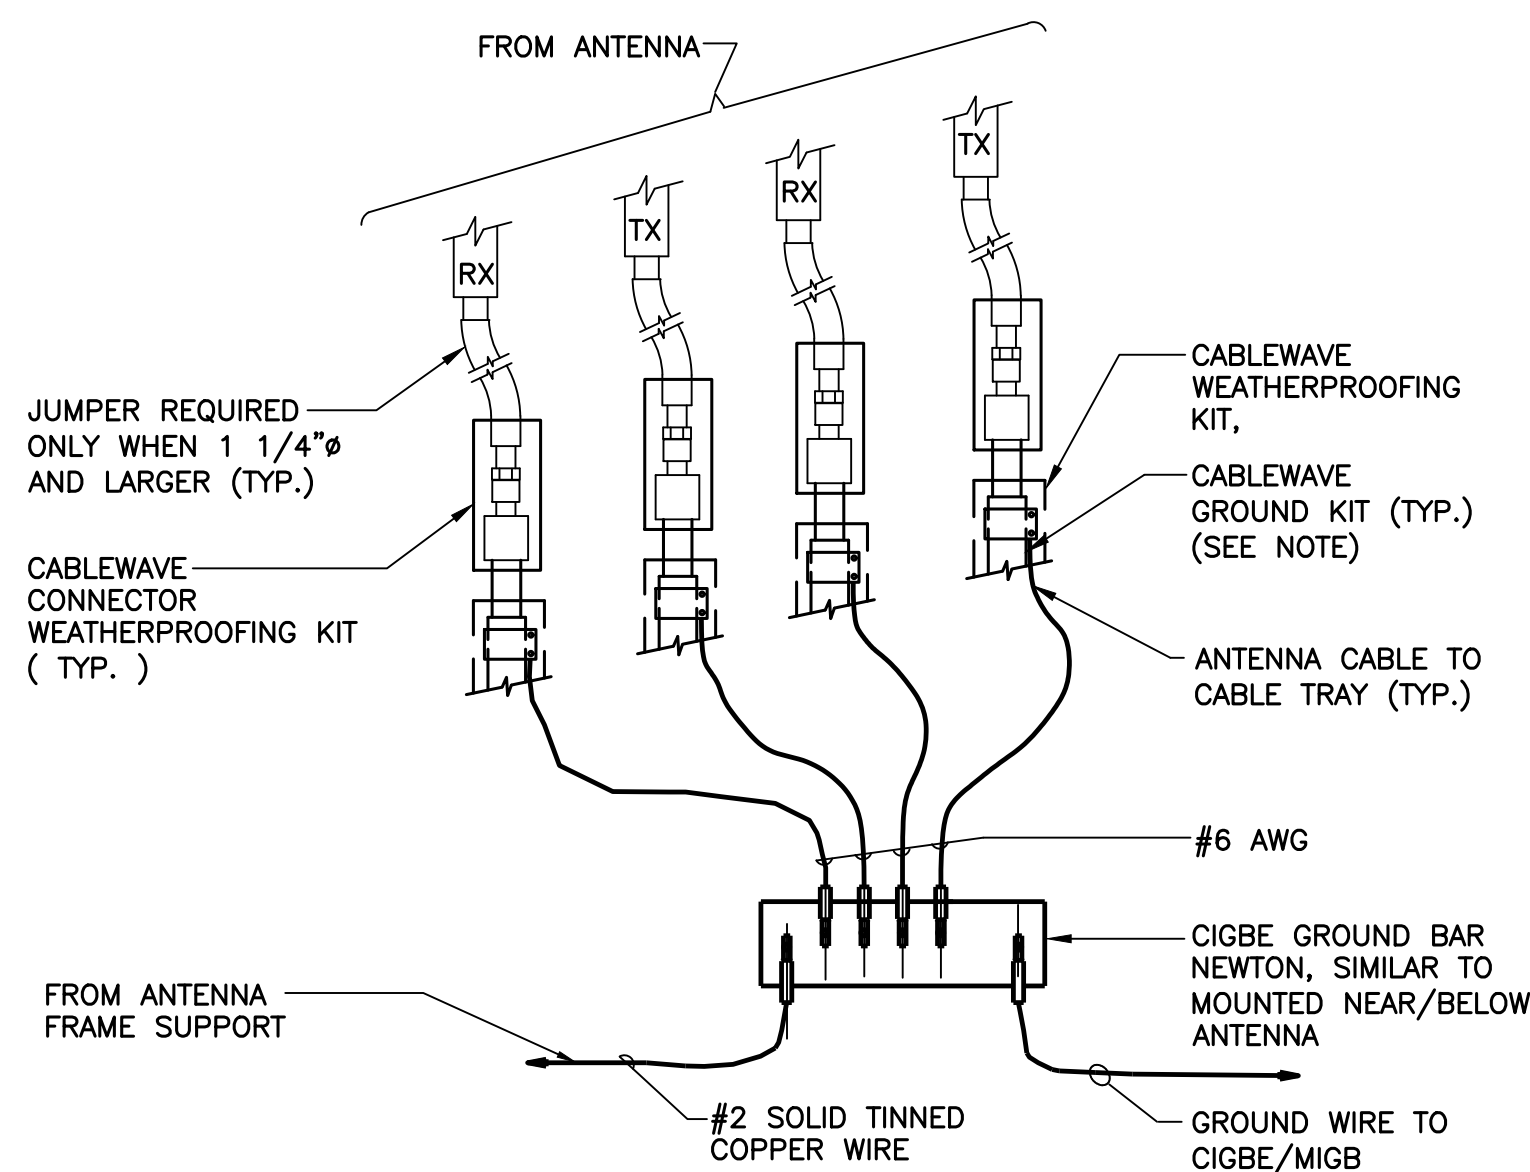 FROM ANTENNA
TX
RX
TX
RX
JUMPER REQUIRED
ONLY WHEN 1 1/4"ø
AND LARGER (TYP.)
CABLEWAVE
CONNECTOR
WEATHERPROOFING KIT
( TYP. )
CABLEWAVE
WEATHERPROOFING
KIT,
CABLEWAVE
GROUND KIT (TYP.)
(SEE NOTE)
ANTENNA CABLE TO
CABLE TRAY (TYP.)
#6 AWG
CIGBE GROUND BAR
NEWTON, SIMILAR TO
MOUNTED NEAR/BELOW
ANTENNA
FROM ANTENNA
FRAME SUPPORT
#2 SOLID TINNED
COPPER WIRE
GROUND WIRE TO
CIGBE/MIGB